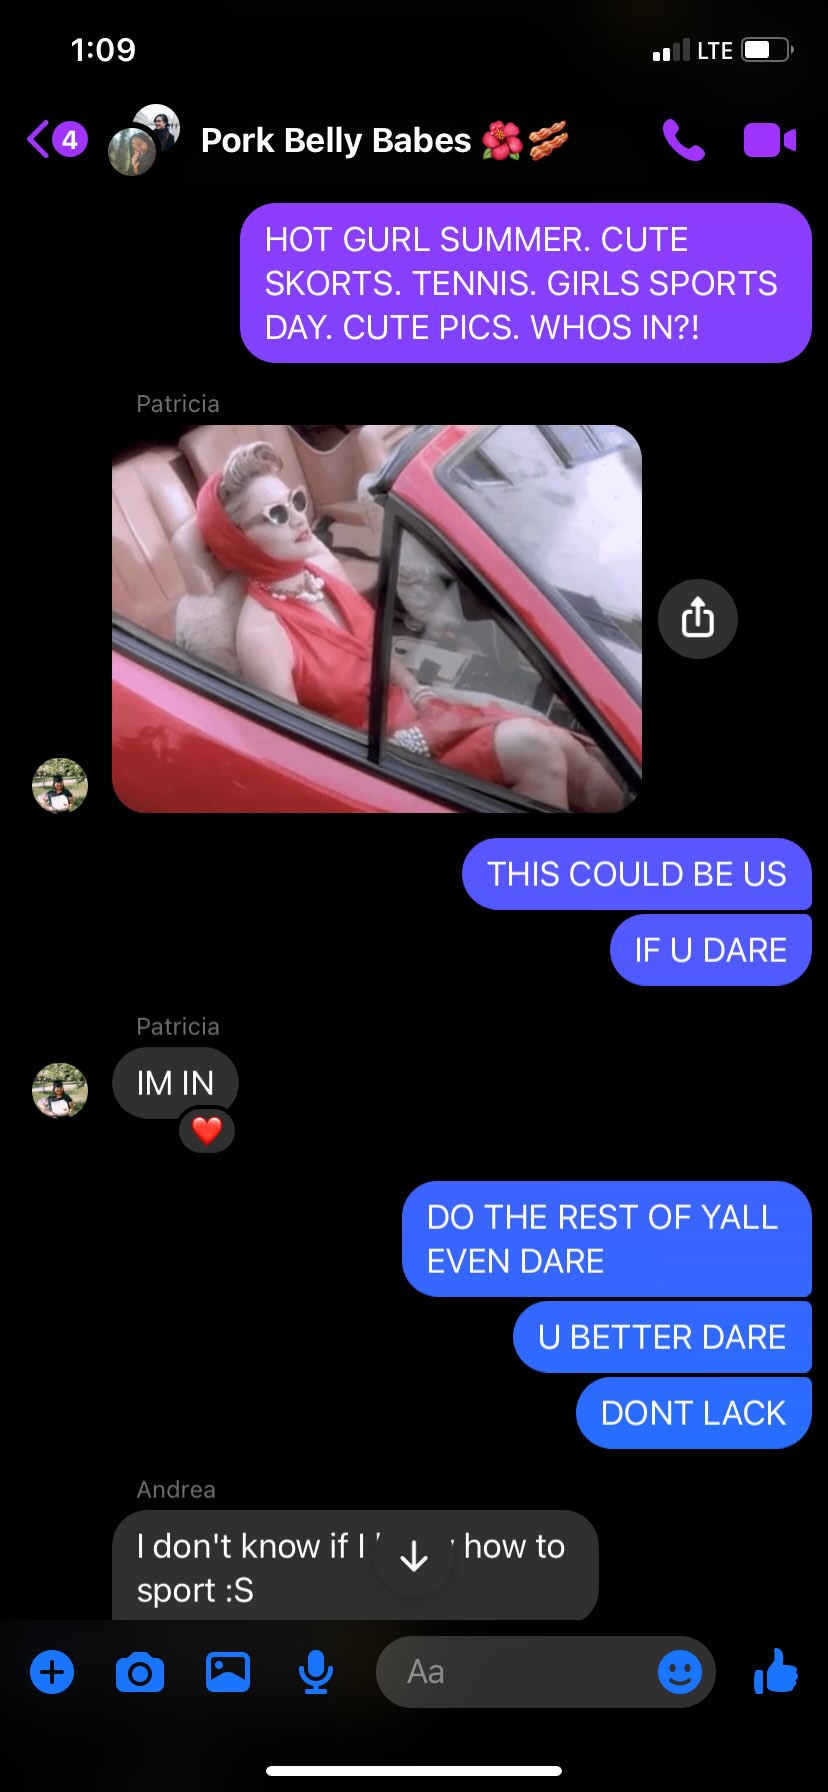 1:09
LTE
4
Pork Belly Babes 🌺🥓
HOT GURL SUMMER. CUTE
SKORTS. TENNIS. GIRLS SPORTS
DAY. CUTE PICS. WHOS IN?!
Patricia
THIS COULD BE US
IF U DARE
Patricia
IM IN
❤️
DO THE REST OF YALL
EVEN DARE
U BETTER DARE
DONT LACK
Andrea
I don't know if I how to
sport :S
Aa